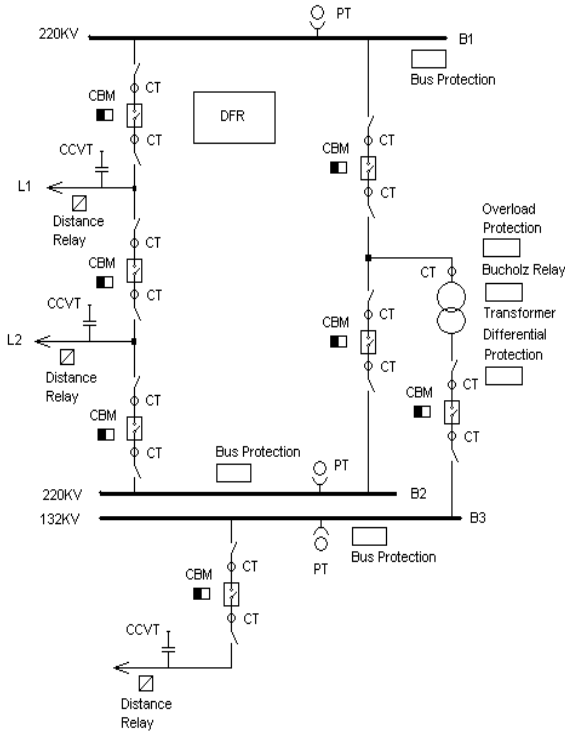 PT
220KV
B1
Bus Protection
CT
CBM
DFR
CT
CCVT
CT
CBM
CT
L1
Distance
Relay
Overload
Protection
CT
CT
Bucholz Relay
CBM
Transformer
CCVT
CT
CT
Differential
L2
CBM
Protection
Distance
Relay
CT
CT
CT
CBM
CBM
CT
CT
Bus Protection
PT
220KV
B2
132KV
B3
Bus Protection
PT
CT
CBM
CT
CCVT
Distance
Relay